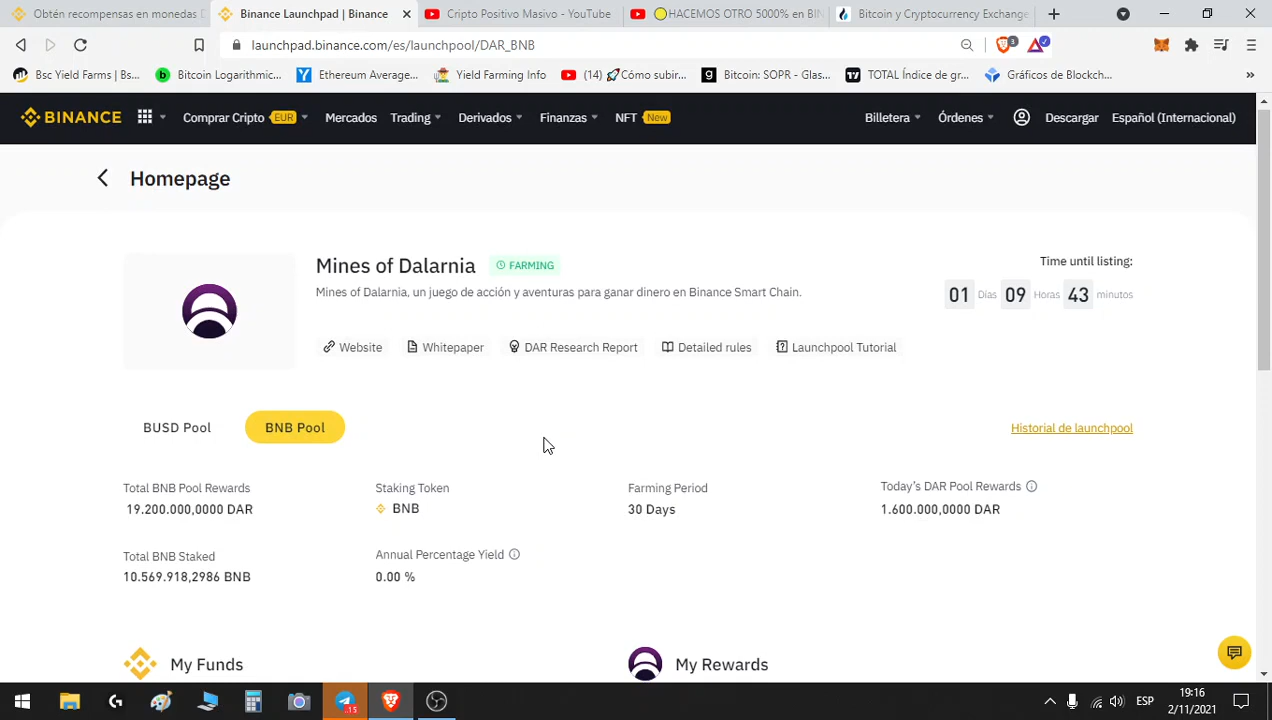 Obtén recompensas en monedas
Binance Launchpad | Binance
Cripto Positivo Masivo - YouTube
HACEMOS OTRO 5000% en BIN
Bitcoin y Cryptocurrency Exchange
launchpad.binance.com/es/launchpool/DAR_BNB
3
Bsc Yield Farms | Bs...
Bitcoin Logarithmic...
Ethereum Average...
Yield Farming Info
(14) 🚀Cómo subir...
Bitcoin: SOPR - Glas...
TOTAL Índice de gr...
Gráficos de Blockch...
»
BINANCE
Comprar Cripto EUR
Mercados
Trading
Derivados
Finanzas
NFT New
Billetera
Órdenes
Descargar
Español (Internacional)
Homepage
Mines of Dalarnia
FARMING
Mines of Dalarnia, un juego de acción y aventuras para ganar dinero en Binance Smart Chain.
Time until listing:
01 Días 09 Horas 43 minutos
Website
Whitepaper
DAR Research Report
Detailed rules
Launchpool Tutorial
BUSD Pool
BNB Pool
Historial de launchpool
Total BNB Pool Rewards
19.200.000,0000 DAR
Staking Token
BNB
Farming Period
30 Days
Today's DAR Pool Rewards
1.600.000,0000 DAR
Total BNB Staked
10.569.918,2986 BNB
Annual Percentage Yield
0.00 %
My Funds
My Rewards
15
ESP
19:16
2/11/2021